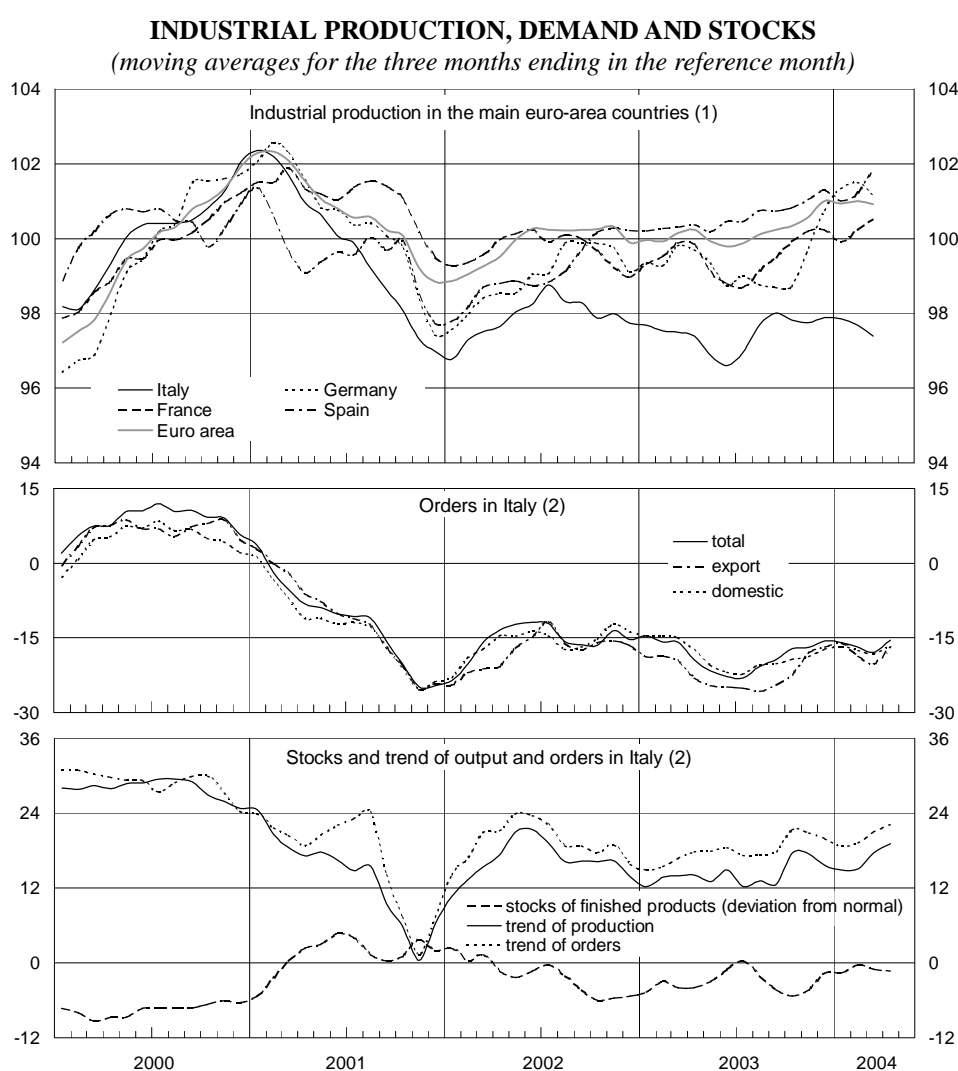 INDUSTRIAL PRODUCTION, DEMAND AND STOCKS
(moving averages for the three months ending in the reference month)
104 104
Industrial production in the main euro-area countries (1)
102 102
100 100
98 98
96 96
Italy Germany
France Spain
Euro area
94 94
15 15
Orders in Italy (2)
total
0 0
export
domestic
-15 -15
-30 -30
36 36
Stocks and trend of output and orders in Italy (2)
24 24
12 12
stocks of finished products (deviation from normal)
trend of production
trend of orders
0 0
-12 -12
2000 2001 2002 2003 2004